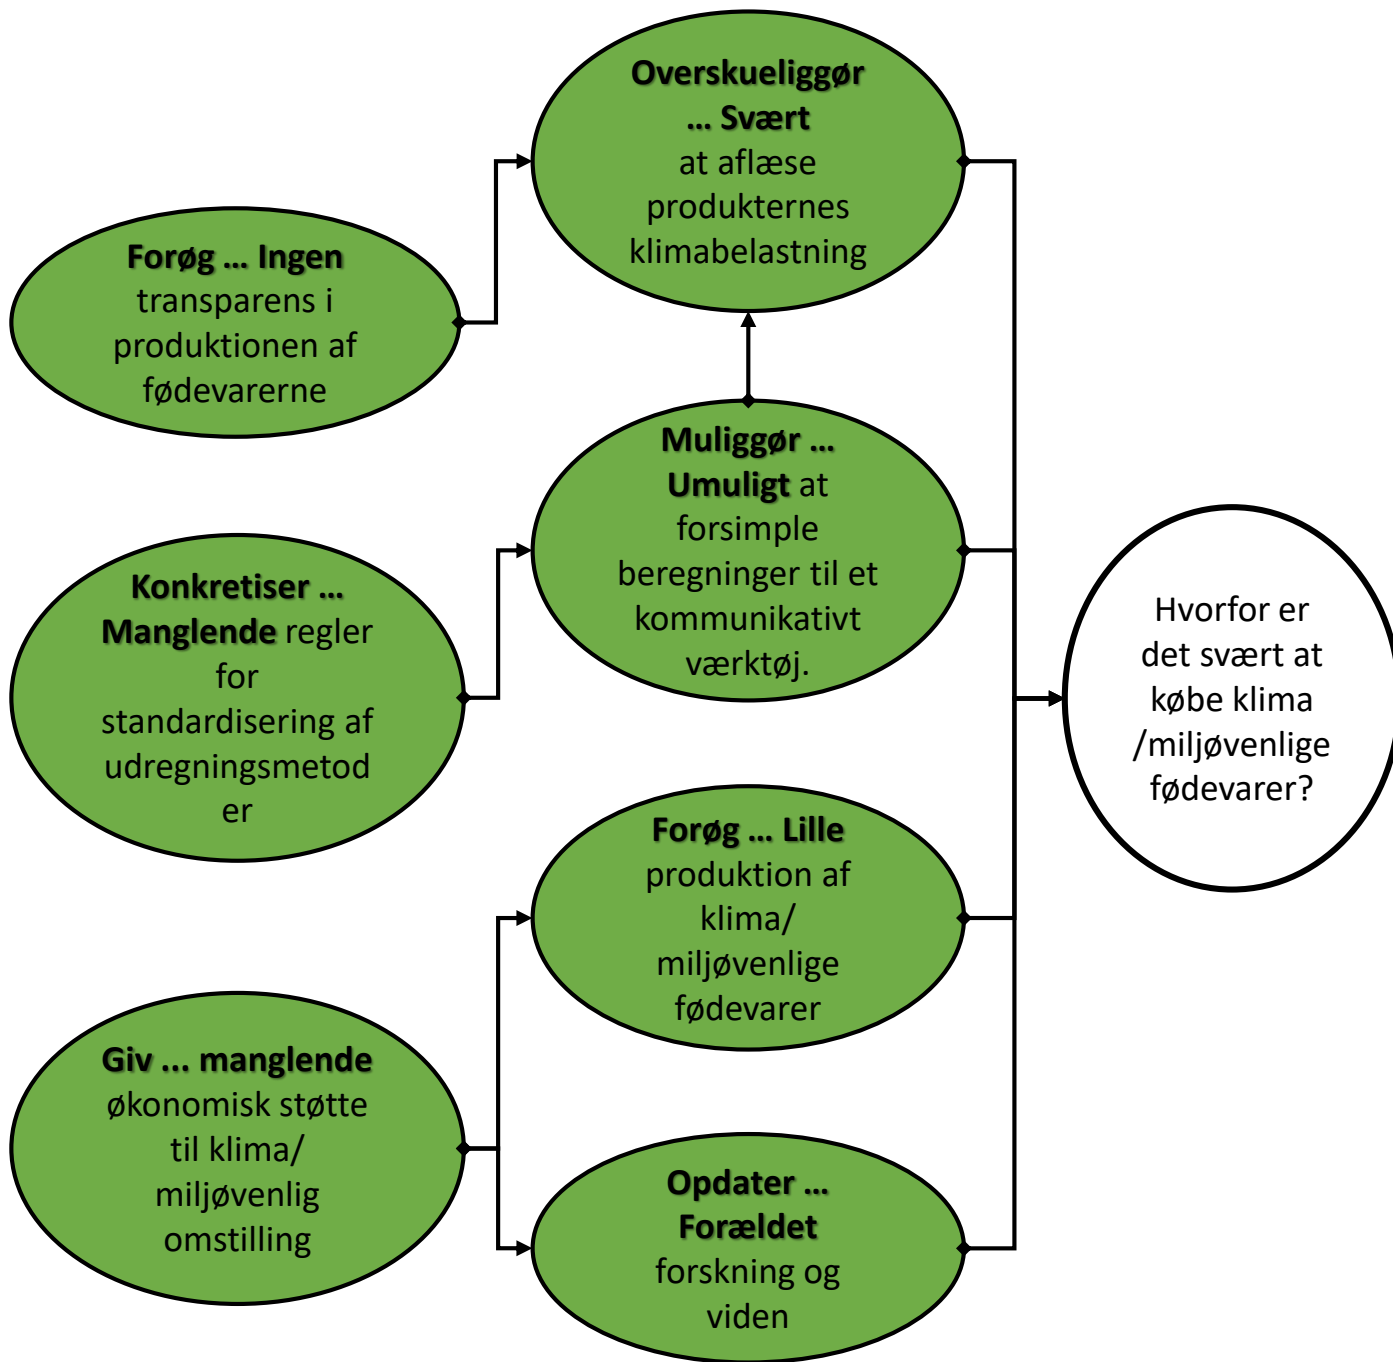 Overskueliggør
... Svært
at aflæse
produkternes
klimabelastning
Forøg ... Ingen
transparens i
produktionen af
fødevarerne
Muliggør ...
Umuligt at
forsimple
beregninger til et
kommunikativt
værktøj.
Konkretiser ...
Manglende regler
for
standardisering af
udregningsmetod
er
Hvorfor er
det svært at
købe klima
/miljøvenlige
fødevarer?
Forøg ... Lille
produktion af
klima/
miljøvenlige
fødevarer
Giv ... manglende
økonomisk støtte
til klima/
miljøvenlig
omstilling
Opdater ...
Forældet
forskning og
viden